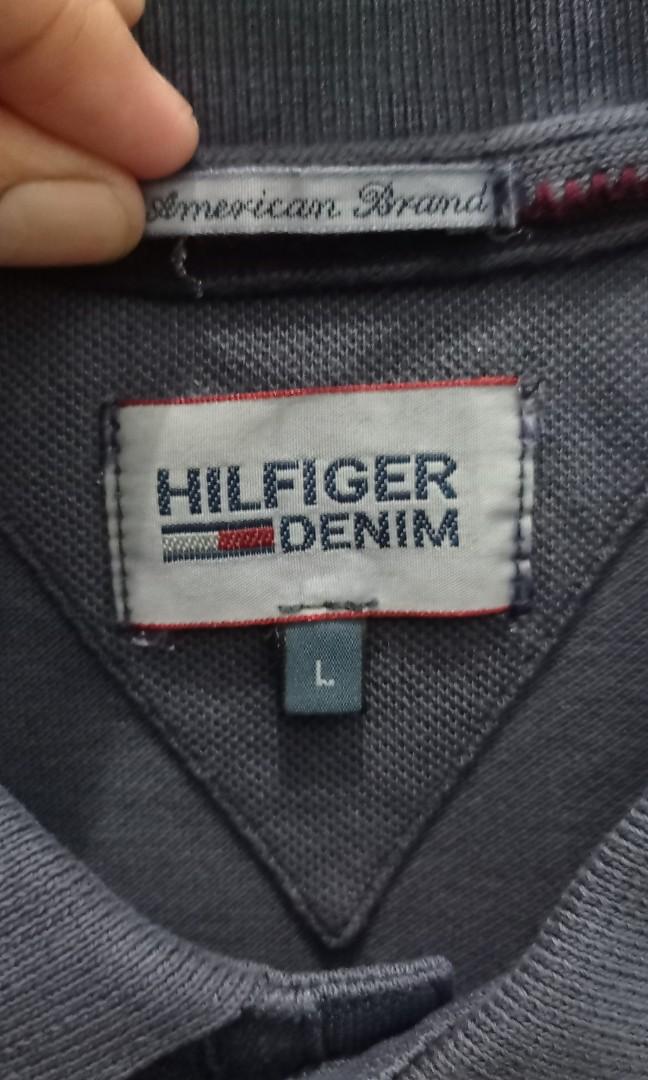 American Brand
HILFIGER
DENIM
L